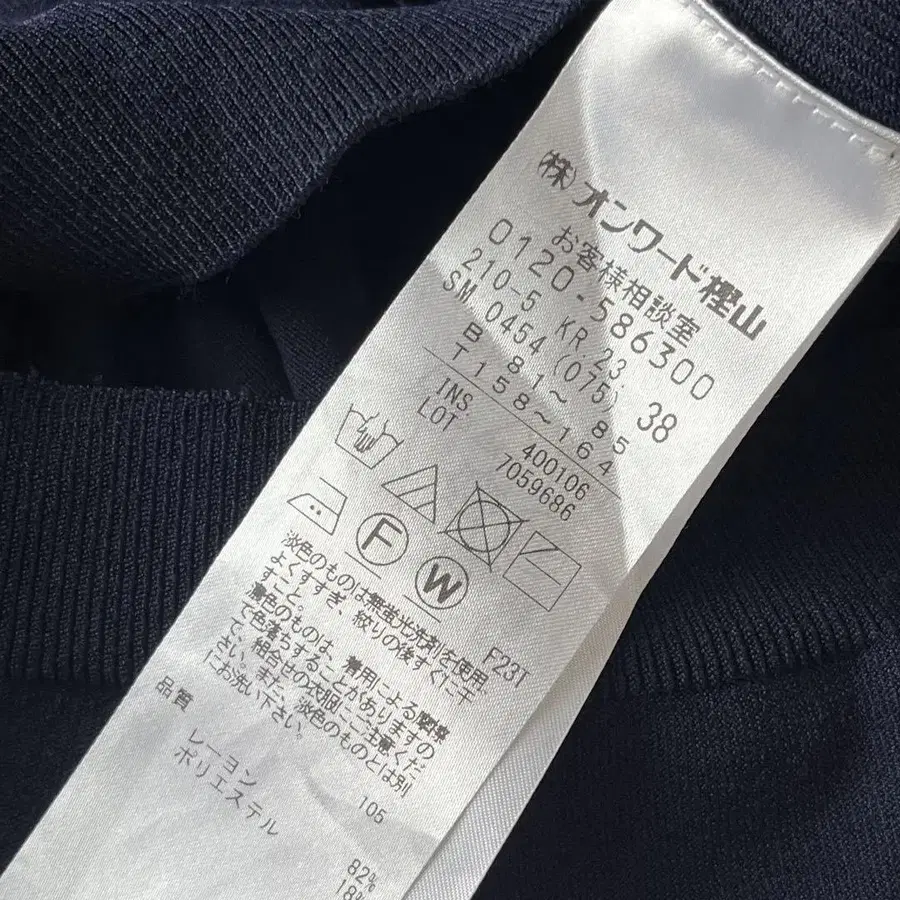 (株)オンワード樫山
お客様相談室
0120-586300
210-5 KR 23.
SM 0454 (075) 38
B 81~ 85
T 158~164
INS 400106
LOT 7059686
F
W
F23T
淡色のものは無蛍光洗剤を使用、
よくすすぎ、絞りの後すぐに干
すこと。
濃色のものは、着用による摩擦
で色落ちすることがありますの
で、組合せの衣服にご注意くだ
さい。また、淡色のものとは別
にお洗い下さい。
105
品質
レーヨン 82%
ポリエステル 18%